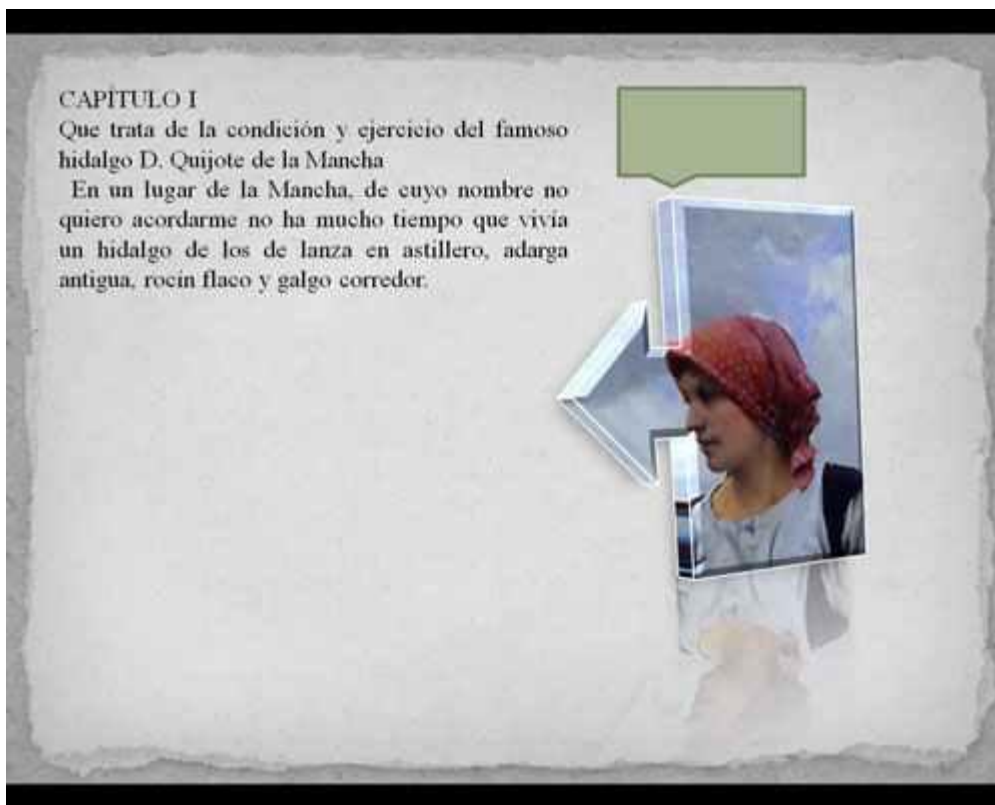 CAPÍTULO I
Que trata de la condición y ejercicio del famoso
hidalgo D. Quijote de la Mancha
En un lugar de la Mancha, de cuyo nombre no
quiero acordarme no ha mucho tiempo que vivía
un hidalgo de los de lanza en astillero, adarga
antigua, rocín flaco y galgo corredor.